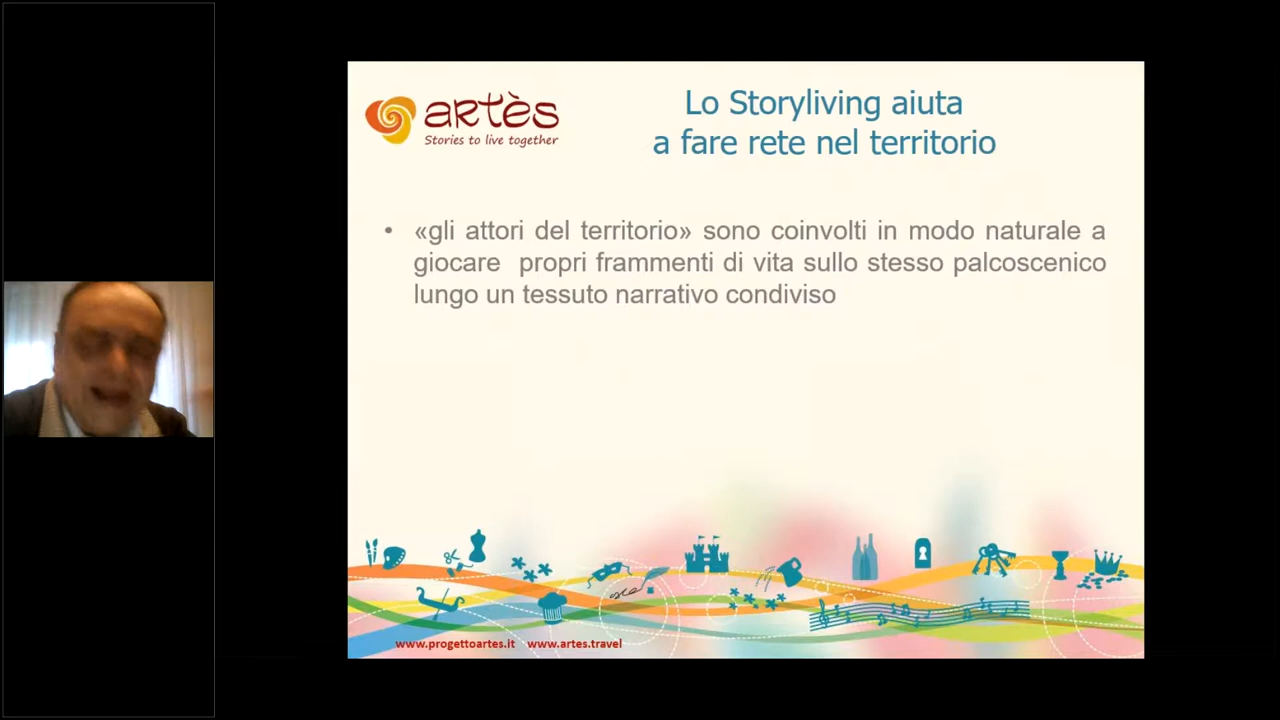 artès
Stories to live together
Lo Storyliving aiuta
a fare rete nel territorio
• «gli attori del territorio» sono coinvolti in modo naturale a
giocare propri frammenti di vita sullo stesso palcoscenico
lungo un tessuto narrativo condiviso
www.progettoartes.it www.artes.travel